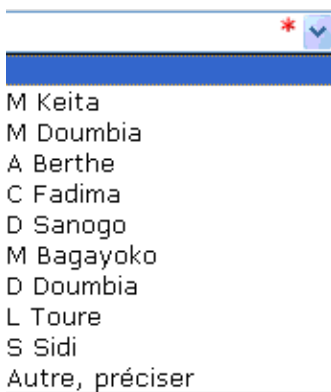 *
M Keita
M Doumbia
A Berthe
C Fadima
D Sanogo
M Bagayoko
D Doumbia
L Toure
S Sidi
Autre, préciser